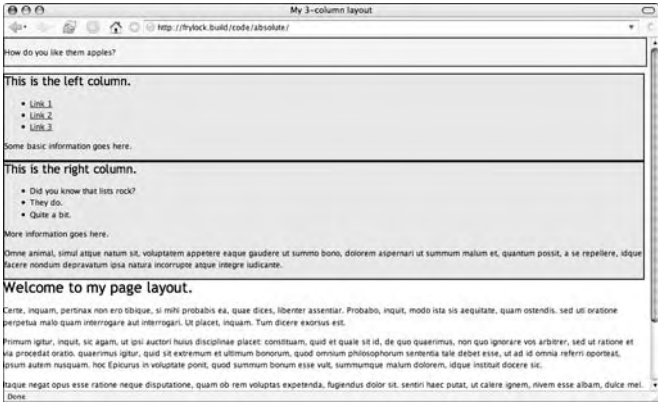 My 3-column layout
http://frylock.build/code/absolute/
How do you like them apples?
This is the left column.
Link 1
Link 2
Link 3
Some basic information goes here.
This is the right column.
Did you know that lists rock?
They do.
Quite a bit.
More information goes here.
Omne animal, simul atque natum sit, voluptatem appetere eaque gaudere ut summo bono, dolorem aspernari ut summum malum et, quantum possit, a se repellere, idque
facere nondum depravatum ipsa natura incorrupte atque integre iudicante.
Welcome to my page layout.
Certe, inquam, pertinax non ero tibique, si mihi probabis ea, quae dices, libenter assentiar. Probabo, inquit, modo ista sis aequitate, quam ostendis. sed uti oratione
perpetua malo quam interrogare aut interrogari. Ut placet, inquam. Tum dicere exorsus est.
Primum igitur, inquit, sic agam, ut ipsi auctori huius disciplinae placet: constituam, quid et quale sit id, de quo quaerimus, non quo ignorare vos arbitrer, sed ut ratione et
via procedat oratio. quaerimus igitur, quid sit extremum et ultimum bonorum, quod omnium philosophorum sententia tale debet esse, ut ad id omnia referri oporteat,
ipsum autem nusquam. hoc Epicurus in voluptate ponit, quod summum bonum esse vult, summumque malum dolorem, idque instituit docere sic.
Itaque negat opus esse ratione neque disputatione, quam ob rem voluptas expetenda, fugiendus dolor sit. sentiri haec putat, ut calere ignem, nivem esse albam, dulce mel.
Done